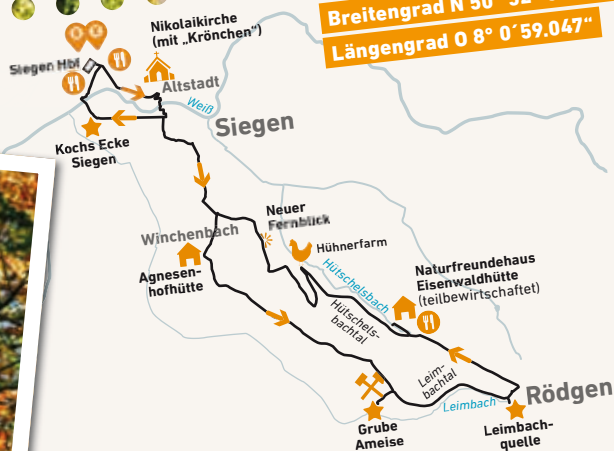 Breitengrad N 50°
Längengrad O 8° 0´59.047“
Nikolaikirche
(mit „Krönchen“)
Siegen Hbf
Altstadt
Weiß
Siegen
Kochs Ecke
Siegen
Neuer
Fernblick
Winchenbach
Hühnerfarm
Agnesen-
hofhütte
Hütschelsbach
Naturfreundehaus
Eisenwaldhütte
(teilbewirtschaftet)
Hütschels-
bachtal
Leim-
bachtal
Rödgen
Leimbach
Grube
Ameise
Leimbach-
quelle